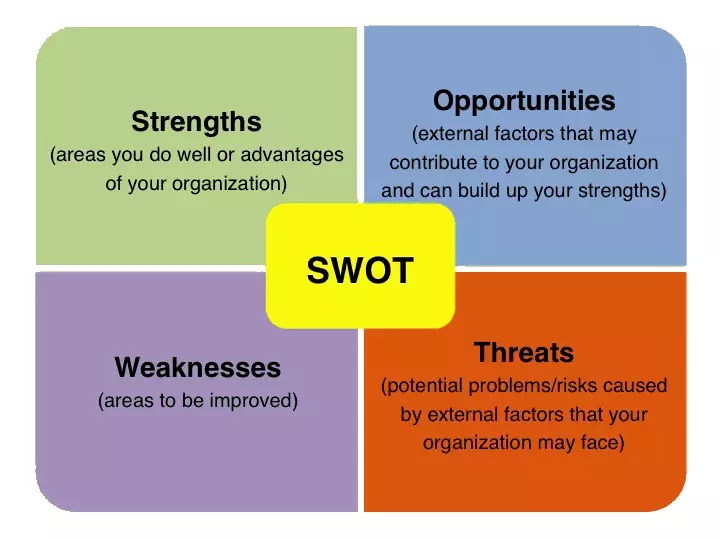 Strengths
(areas you do well or advantages
of your organization)
Opportunities
(external factors that may
contribute to your organization
and can build up your strengths)
SWOT
Weaknesses
(areas to be improved)
Threats
(potential problems/risks caused
by external factors that your
organization may face)